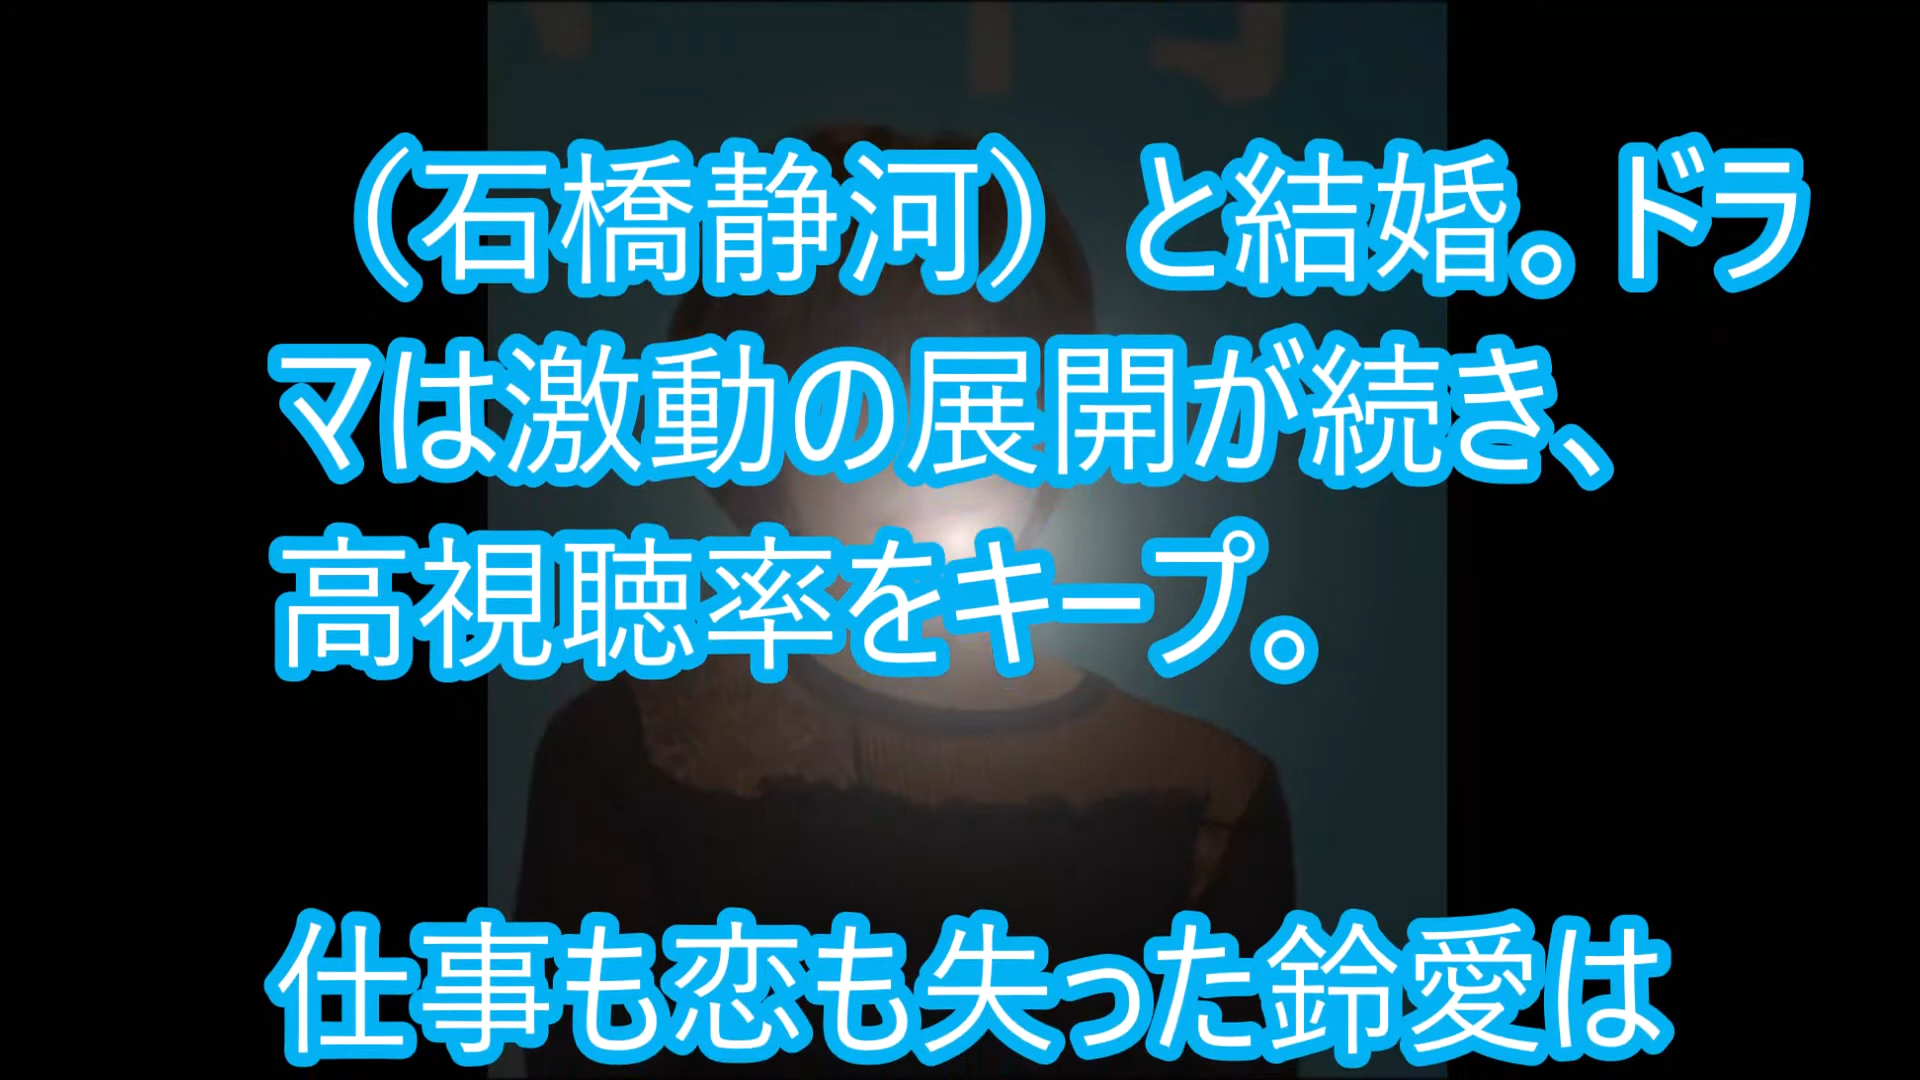 （石橋静河）と結婚。ドラ
マは激動の展開が続き、
高視聴率をキープ。
仕事も恋も失った鈴愛は